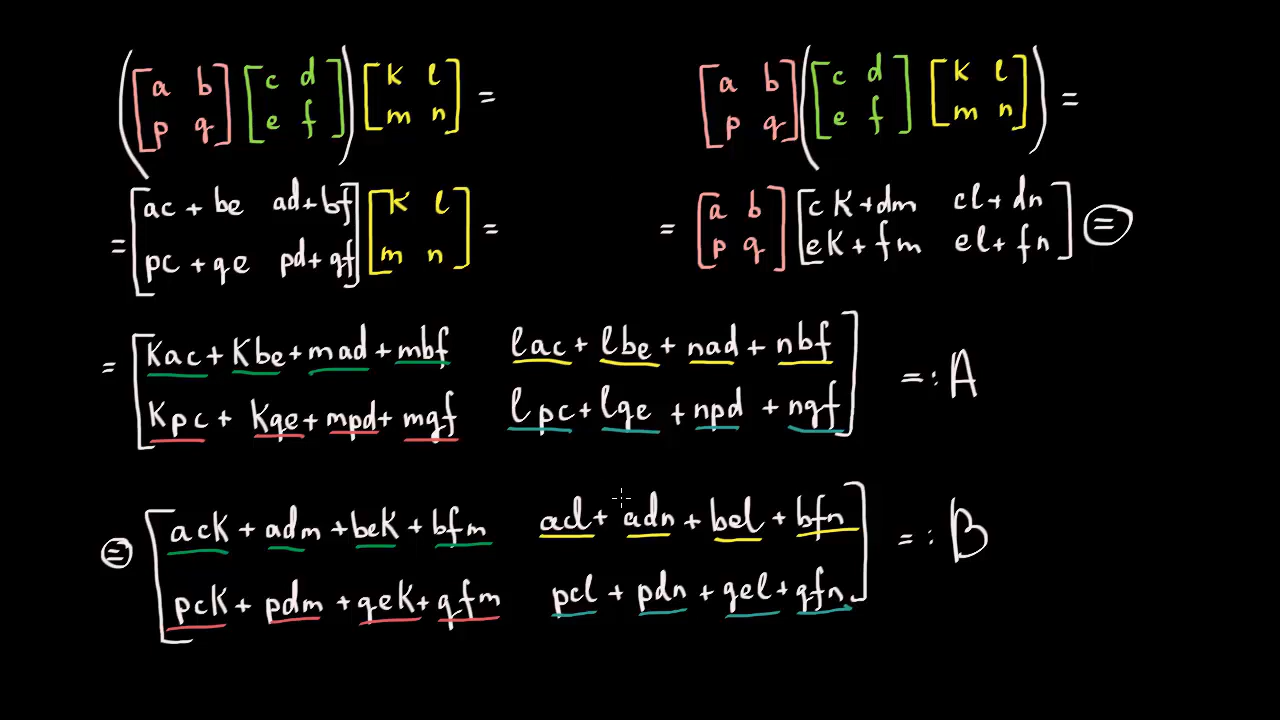 ([a b p q] [c d e f]) [k l m n] =
[a b p q] ([c d e f] [k l m n]) =
= [ac + be ad + bf pc + qe pd + qf] [k l m n] =
= [a b p q] [ck + dm cl + dn ek + fm el + fn] =
= [kac + kbe + mad + mbf lac + lbe + nad + nbf
kpc + kqe + mpd + mqf lpc + lqe + npd + nqf] =: A
= [ack + adm + bek + bfm acl + adn + bel + bfn
pck + pdm + qek + qfm pcl + pdn + qel + qfn] =: B